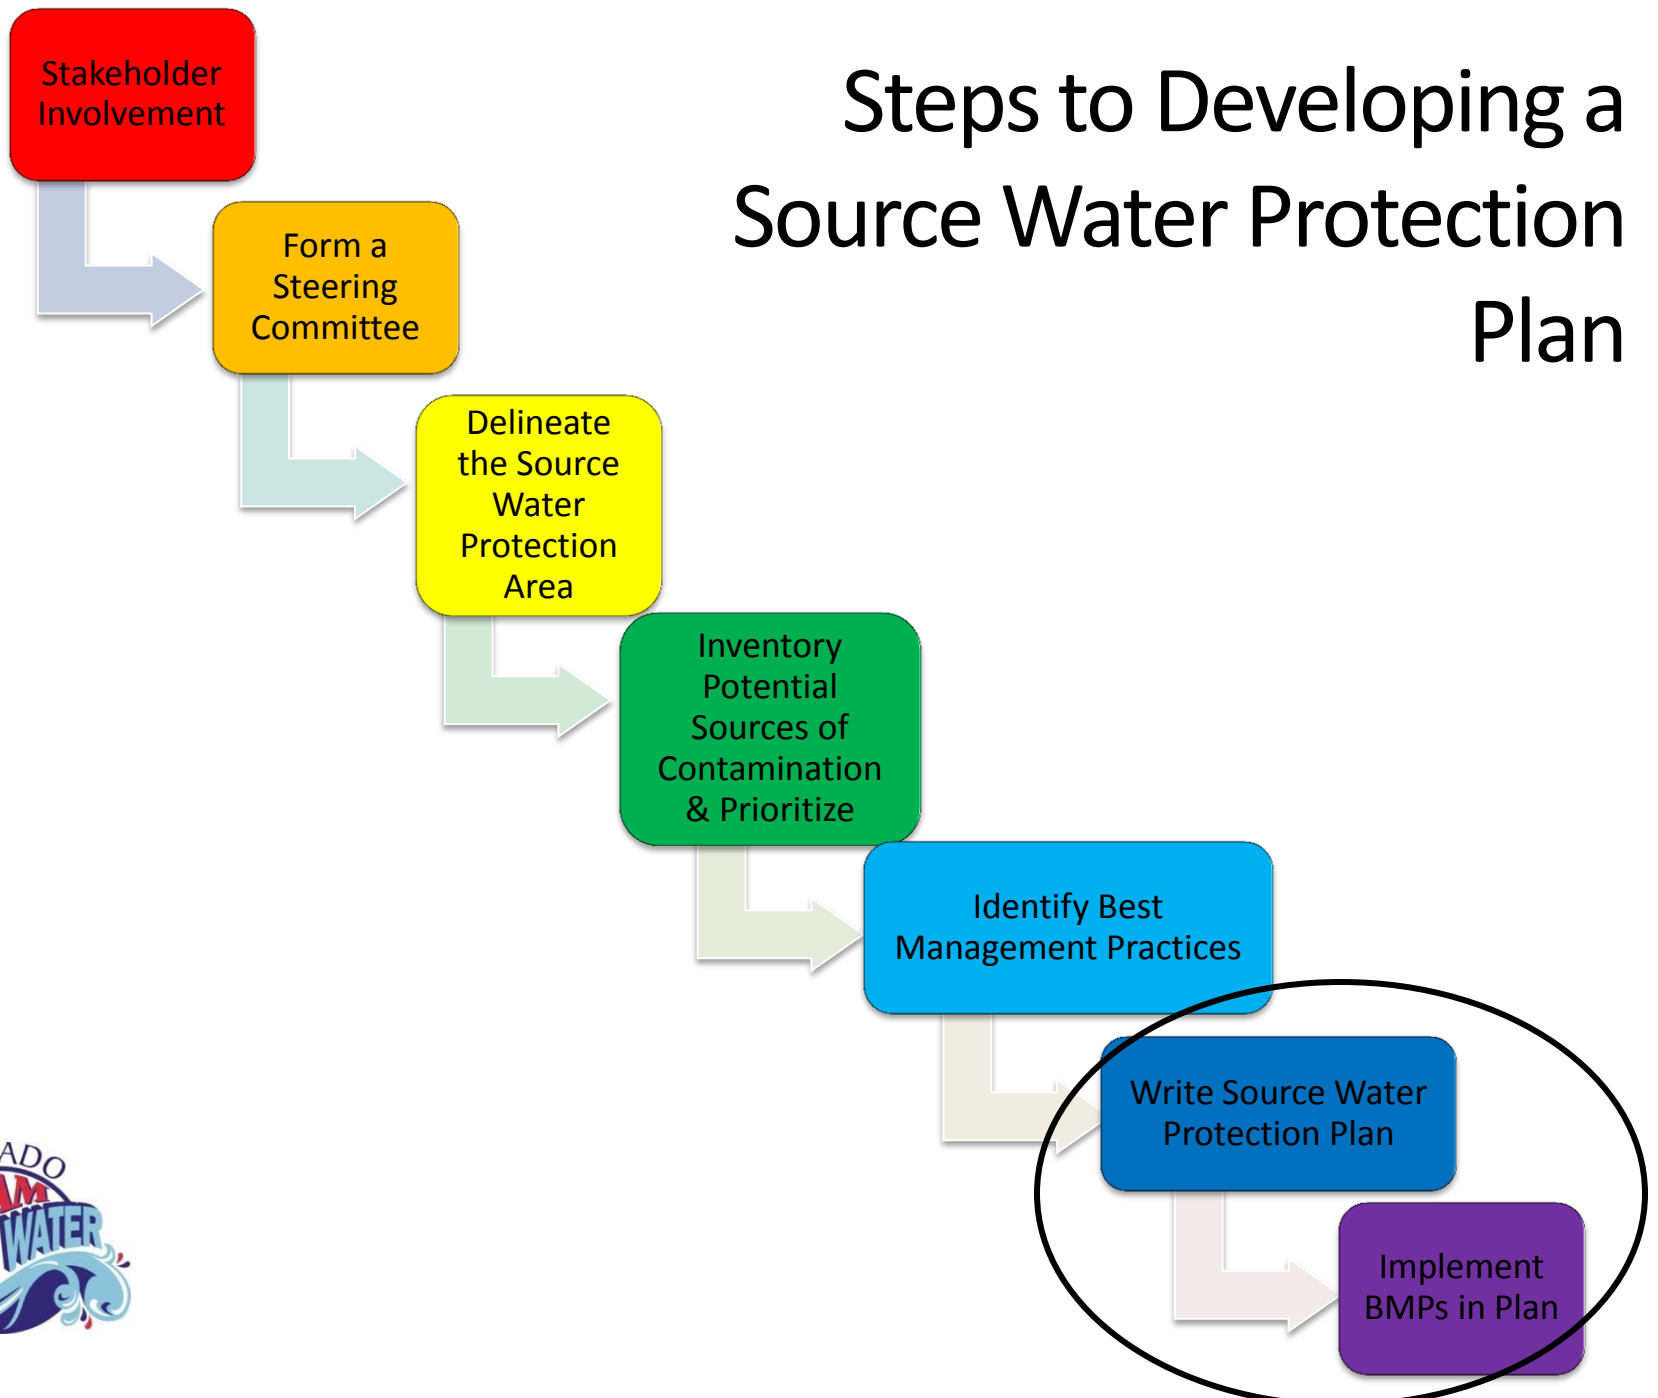 Steps to Developing a
Source Water Protection
Plan
Stakeholder
Involvement
Form a
Steering
Committee
Delineate
the Source
Water
Protection
Area
Inventory
Potential
Sources of
Contamination
& Prioritize
Identify Best
Management Practices
Write Source Water
Protection Plan
Implement
BMPs in Plan
WATER